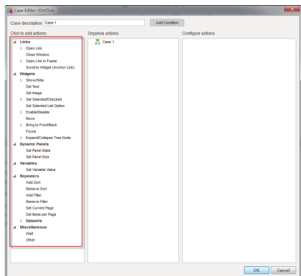 Case Editor (OnClick)
Case description Case 1 Add Condition
Click to add actions
Organize actions
Configure actions
Links
Open Link
Close Window
Open Link in Frame
Scroll to Widget (Anchor Link)
Widgets
Show/Hide
Set Text
Set Image
Set Selected/Checked
Set Selected List Option
Enable/Disable
Move
Bring to Front/Back
Focus
Expand/Collapse Tree Node
Dynamic Panels
Set Panel State
Set Panel Size
Variables
Set Variable Value
Repeaters
Add Sort
Remove Sort
Add Filter
Remove Filter
Set Current Page
Set Items per Page
Datasets
Miscellaneous
Wait
Other
Case 1
OK Cancel